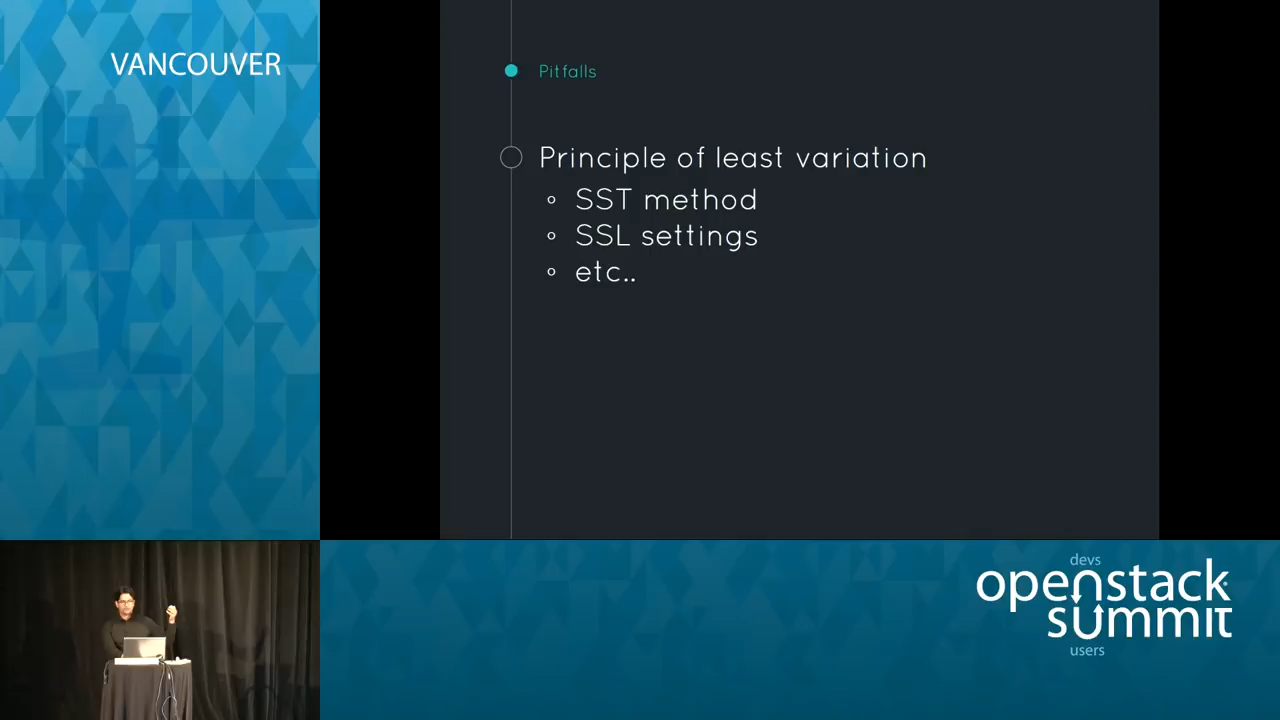 VANCOUVER
Pitfalls
Principle of least variation
SST method
SSL settings
etc..
devs
openstack
summit
users